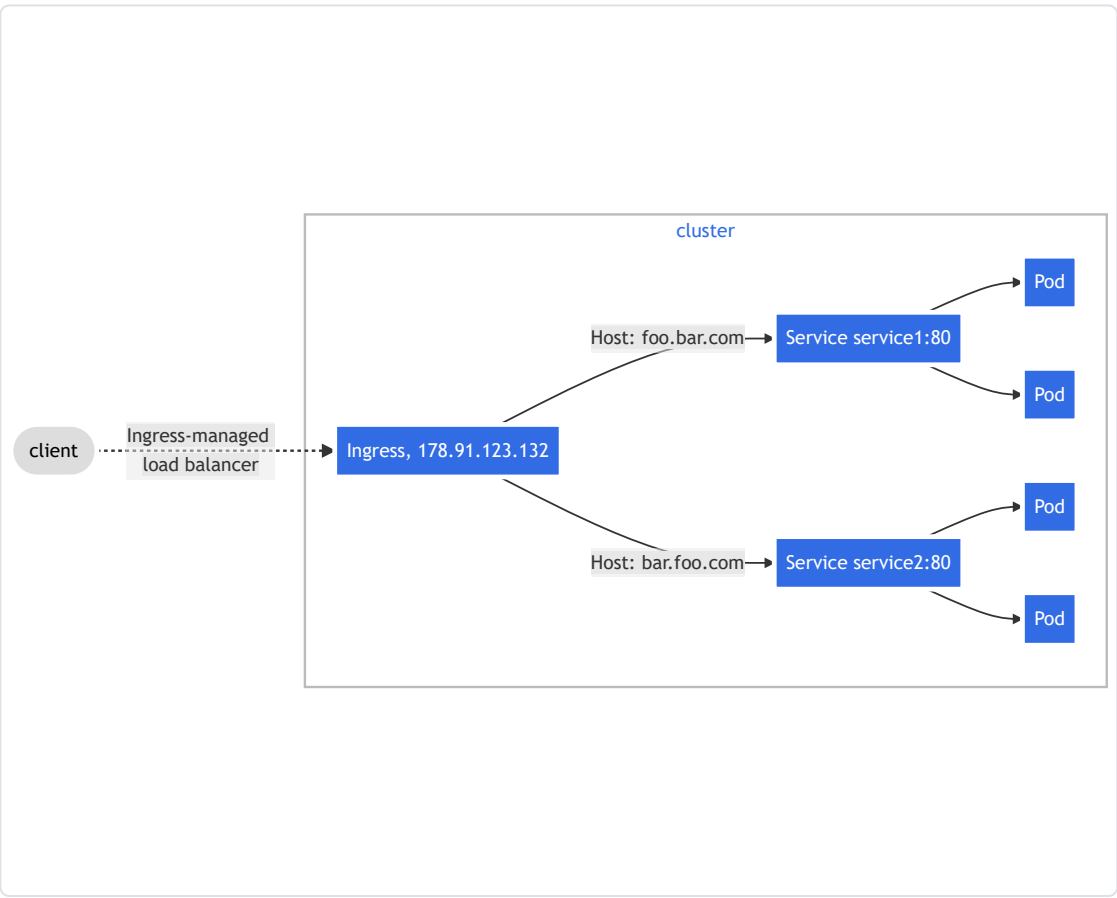 cluster
client
Ingress-managed
load balancer
Ingress, 178.91.123.132
Host: foo.bar.com
Service service1:80
Pod
Pod
Host: bar.foo.com
Service service2:80
Pod
Pod